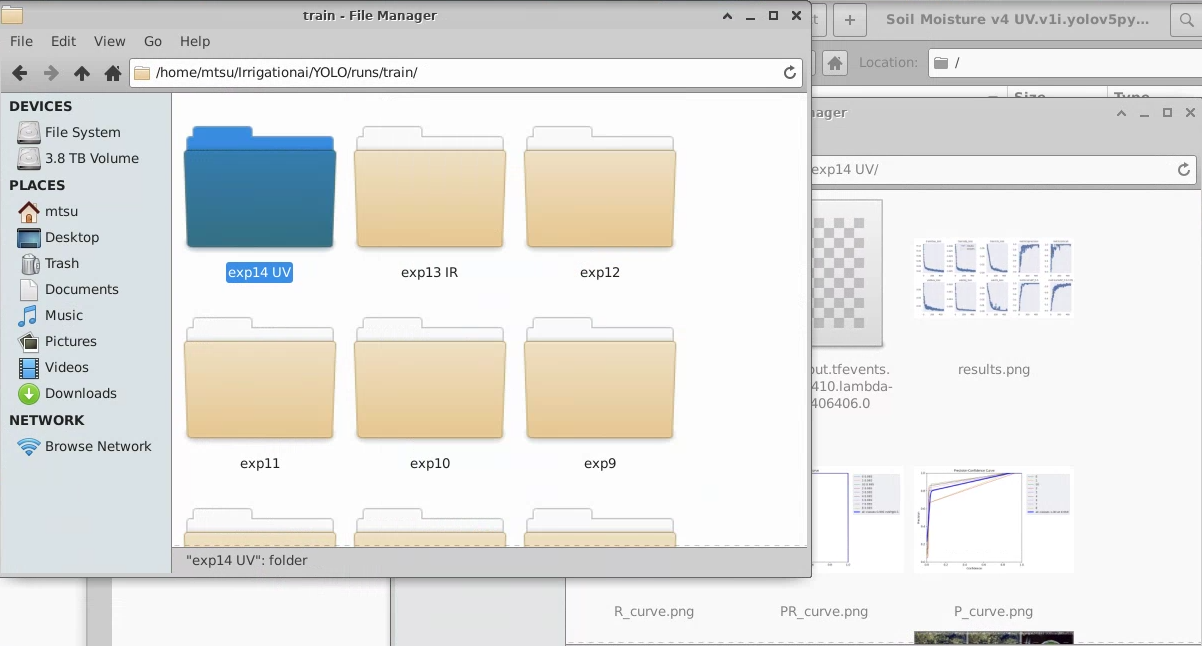 train - File Manager
File Edit View Go Help
/home/mtsu/Irrigationai/YOLO/runs/train/
DEVICES
File System
3.8 TB Volume
PLACES
mtsu
Desktop
Trash
Documents
Music
Pictures
Videos
Downloads
NETWORK
Browse Network
exp14 UV
exp13 IR
exp12
exp11
exp10
exp9
"exp14 UV": folder
Soil Moisture v4 UV.v1i.yolov5py...
Location: /
Size Type
ager
exp14 UV/
out.tfevents.
410.lambda-
406406.0
results.png
R_curve.png
PR_curve.png
P_curve.png